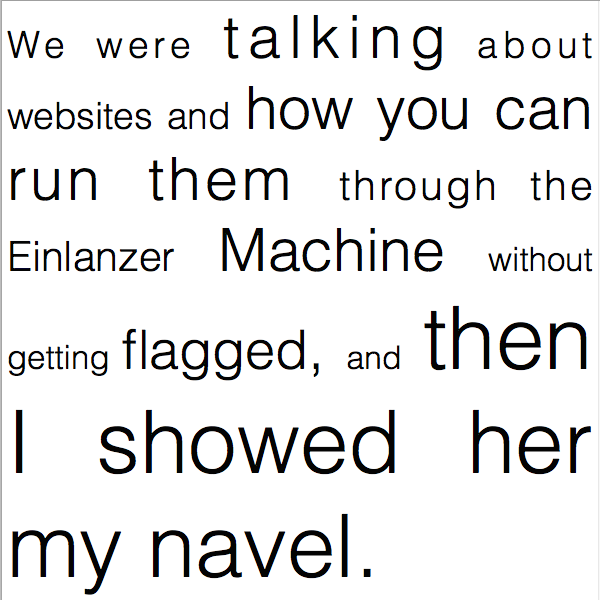 We were talking about
websites and how you can
run them through the
Einlanzer Machine without
getting flagged, and then
I showed her
my navel.